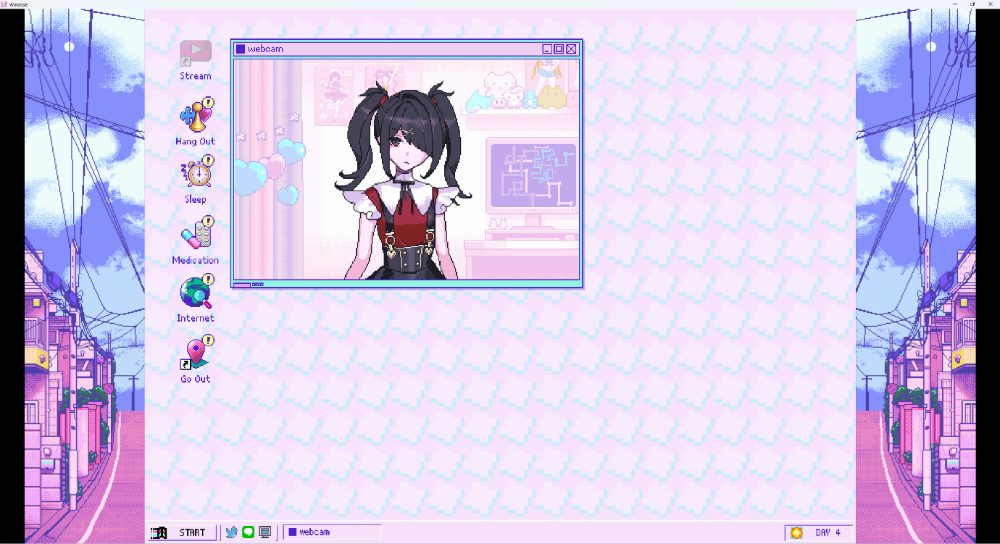 Windose
webcam
Stream
Hang Out
Sleep
Medication
Internet
Go Out
START
webcam
DAY 4